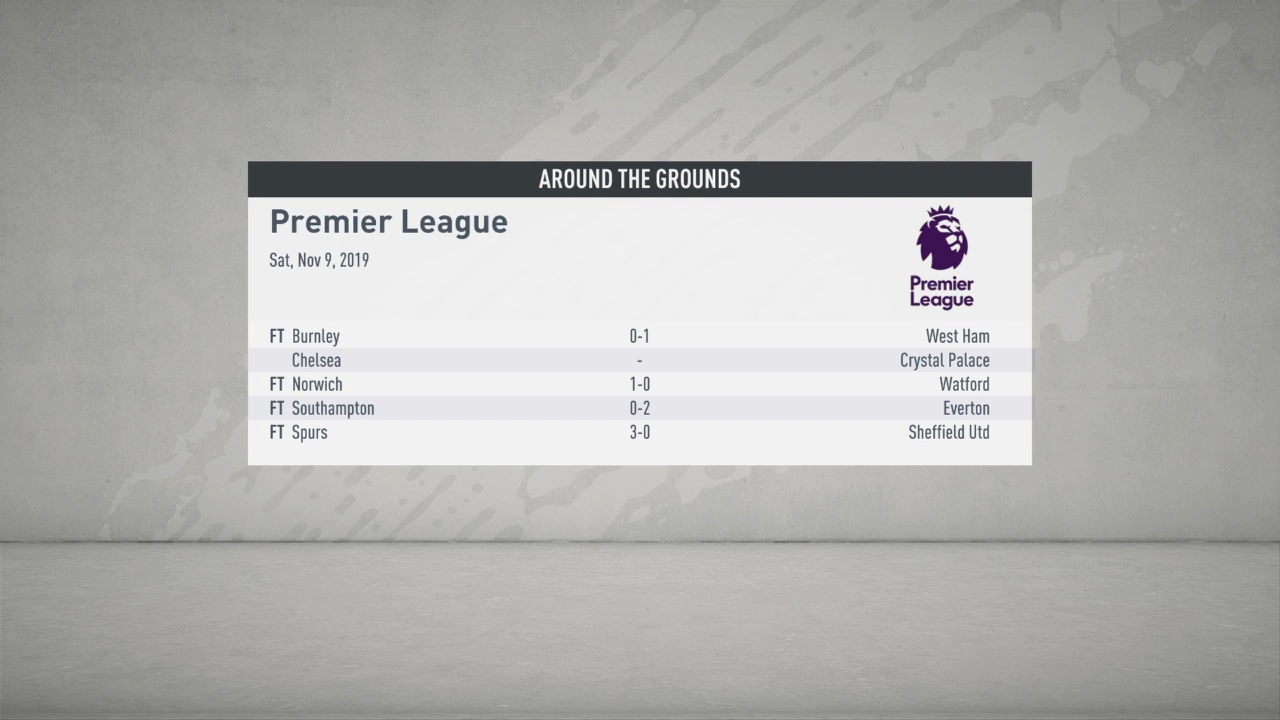 AROUND THE GROUNDS
Premier League
Sat, Nov 9, 2019
Premier
League
FT Burnley 0-1 West Ham
Chelsea - Crystal Palace
FT Norwich 1-0 Watford
FT Southampton 0-2 Everton
FT Spurs 3-0 Sheffield Utd